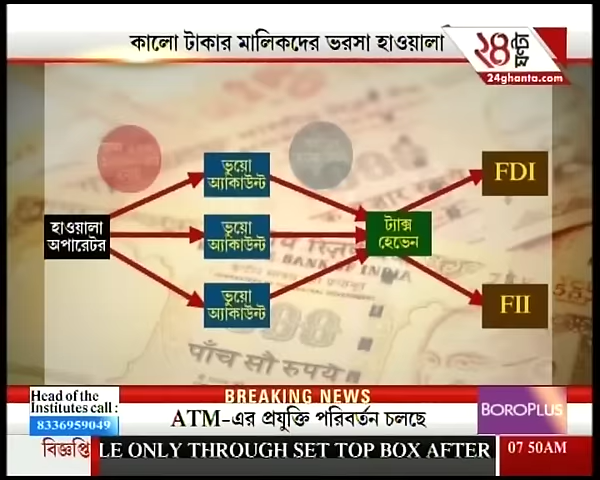 কালো টাকার মালিকদের ভরসা হাওয়ালা
২৪ ঘণ্টা
24ghanta.com
হাওয়ালা
অপারেটর
ভুয়ো
অ্যাকাউন্ট
ভুয়ো
অ্যাকাউন্ট
ভুয়ো
অ্যাকাউন্ট
ট্যাক্স
হেভেন
FDI
FII
BANK OF INDIA
पाँच सौ रुपये
Head of the
Institutes call :
8336959049
BREAKING NEWS
ATM-এর প্রযুক্তি পরিবর্তন চলছে
BOROPLUS
বিজ্ঞপ্তি
LE ONLY THROUGH SET TOP BOX AFTER
07 50AM